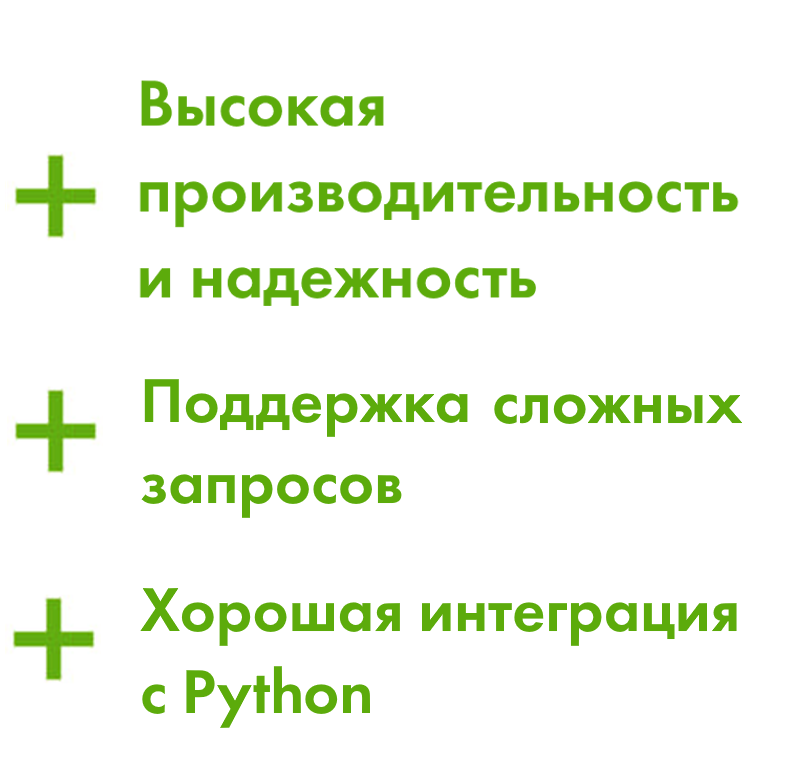 Высокая
+ производительность
и надежность
+ Поддержка сложных
запросов
+ Хорошая интеграция
с Python